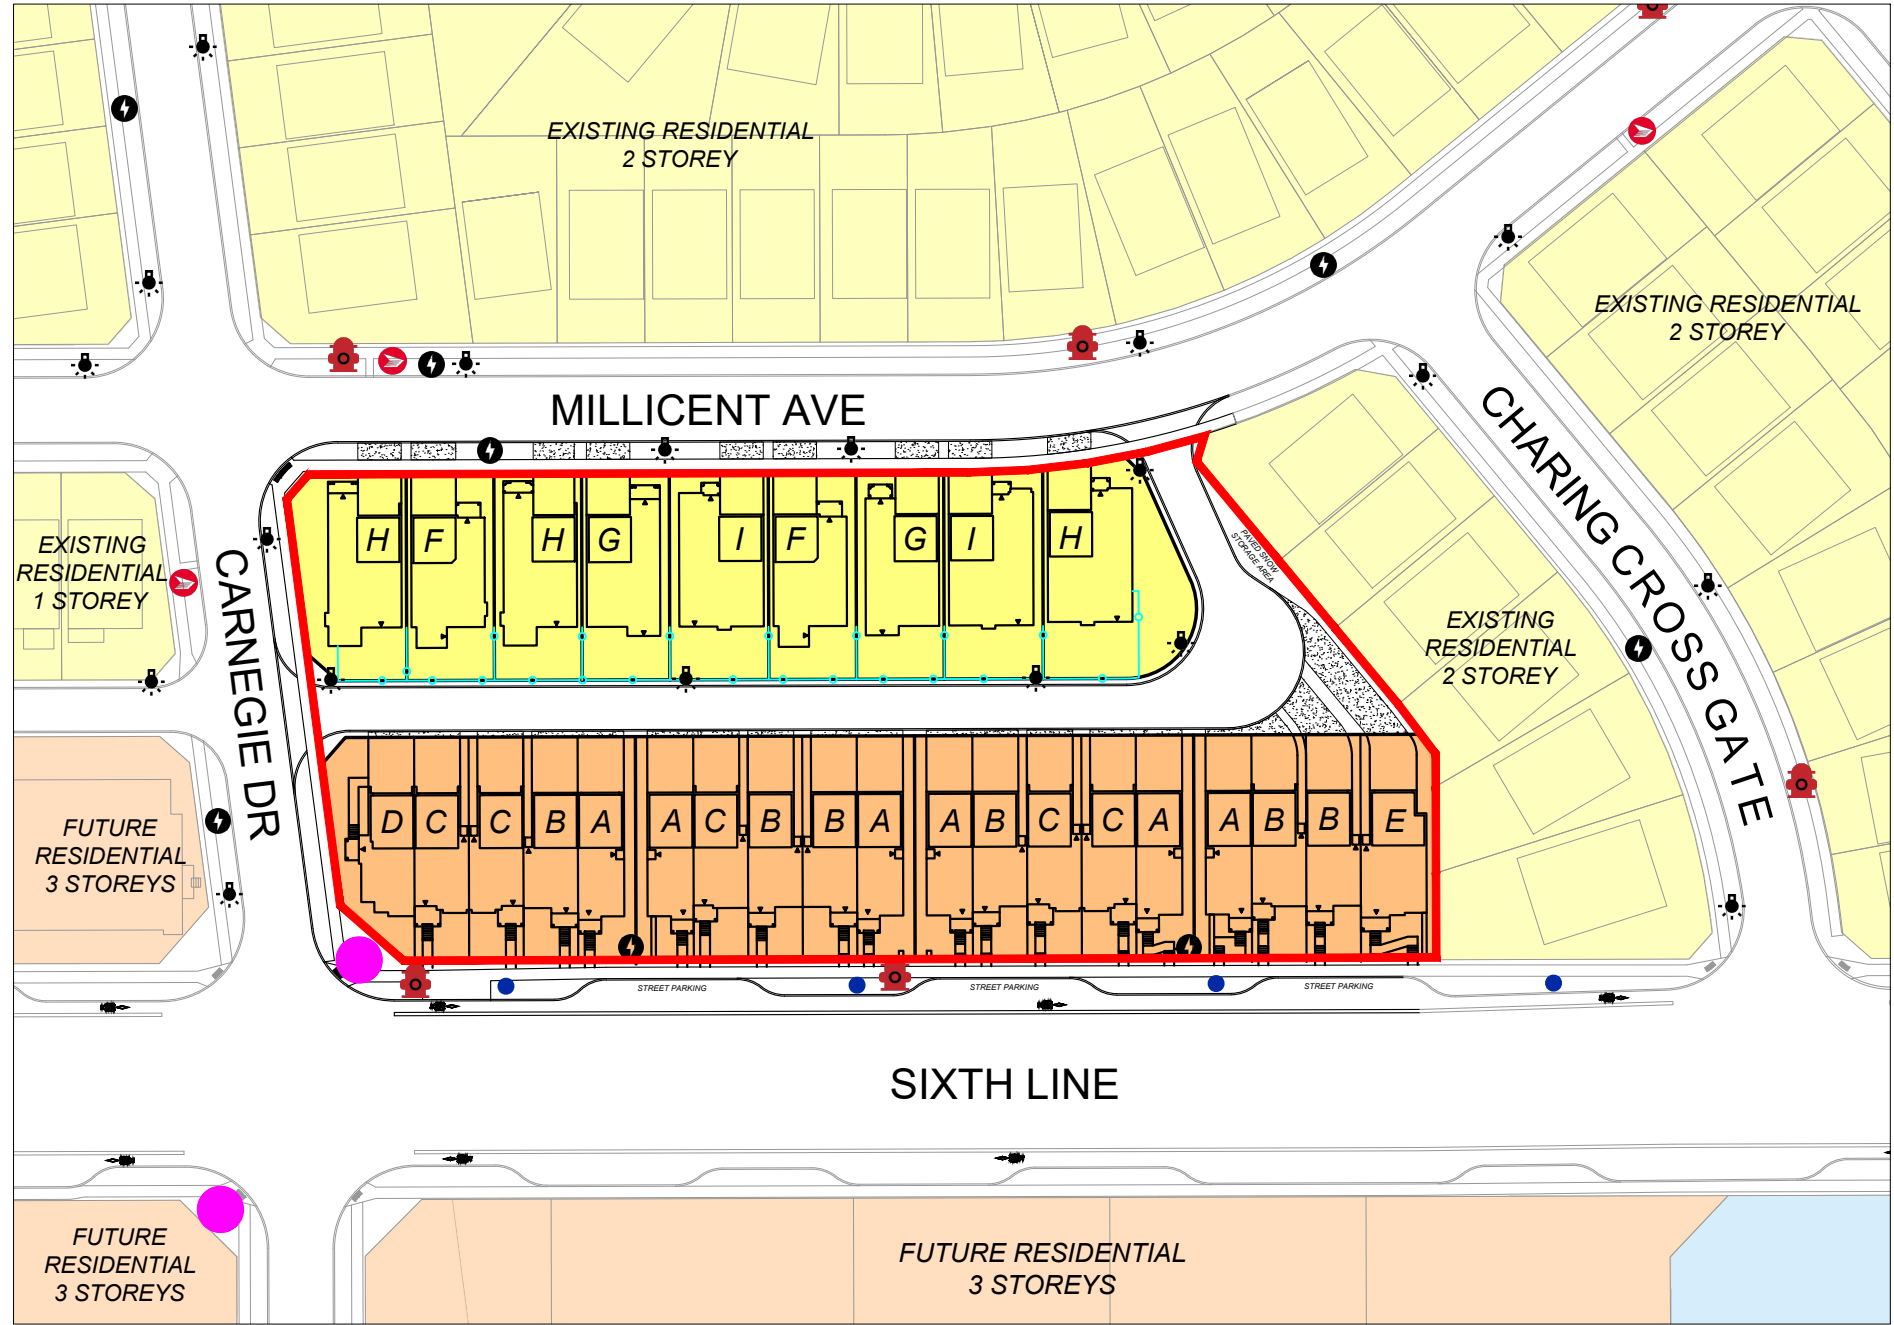 EXISTING RESIDENTIAL
2 STOREY
EXISTING RESIDENTIAL
2 STOREY
MILLICENT AVE
CHARING CROSS GATE
H F H G I F G I H
PAVED SNOW
STORAGE AREA
EXISTING
RESIDENTIAL
1 STOREY
CARNEGIE DR
EXISTING
RESIDENTIAL
2 STOREY
D C C B A A C B B A A B C C A A B B E
FUTURE
RESIDENTIAL
3 STOREYS
STREET PARKING
STREET PARKING
STREET PARKING
SIXTH LINE
FUTURE
RESIDENTIAL
3 STOREYS
FUTURE RESIDENTIAL
3 STOREYS